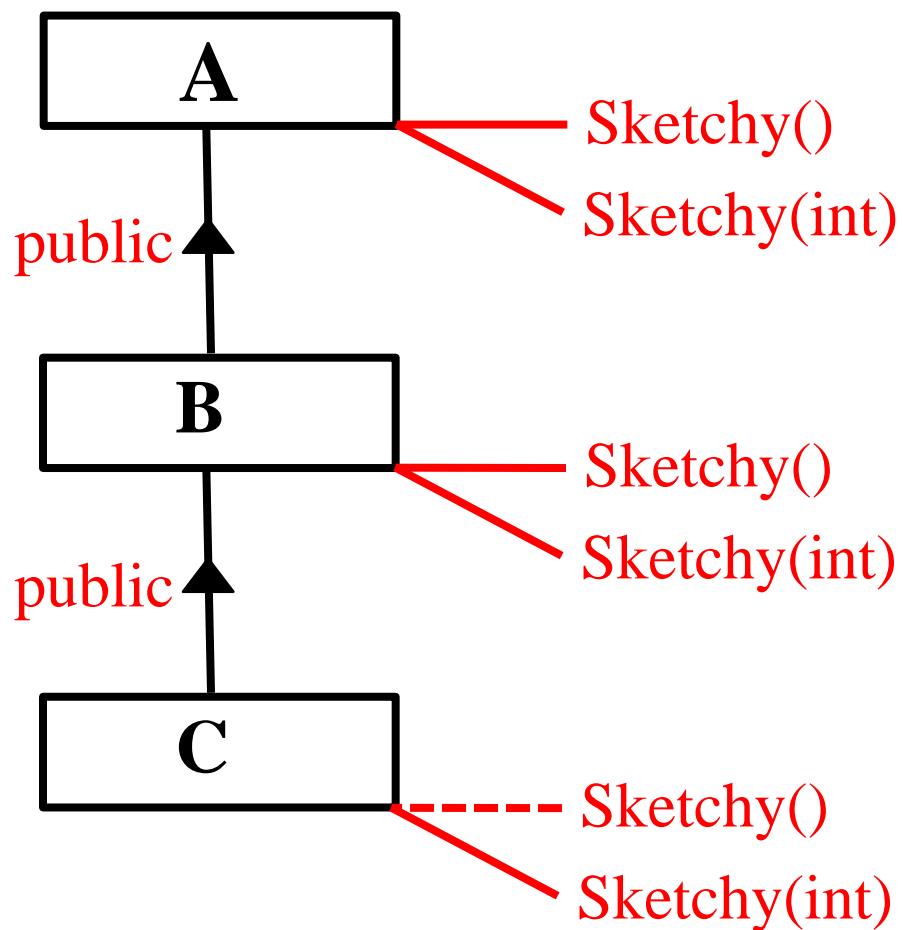 A
Sketchy()
Sketchy(int)
public
B
Sketchy()
Sketchy(int)
public
C
Sketchy()
Sketchy(int)